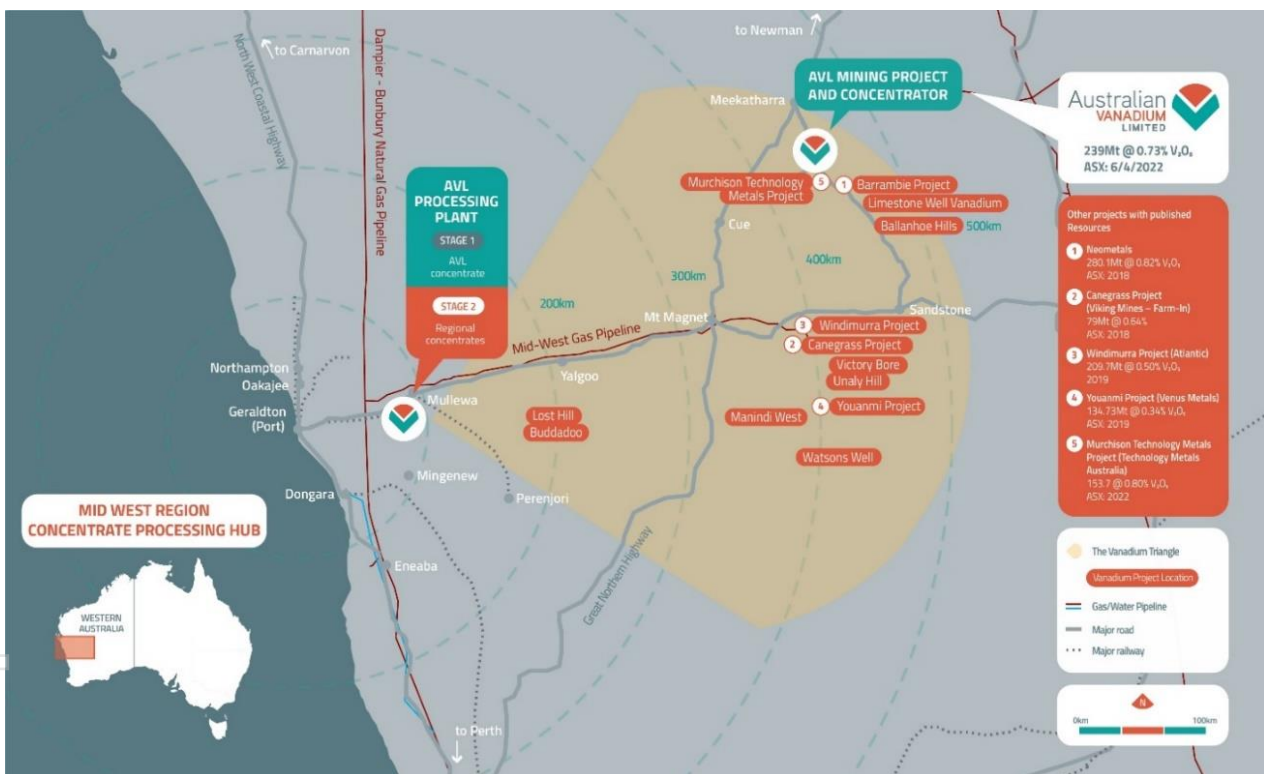 to Carnarvon
North West Coastal Highway
Dampier - Bunbury Natural Gas Pipeline
to Newman
Meekatharra
AVL MINING PROJECT
AND CONCENTRATOR
Australian
VANADIUM
LIMITED
239Mt @ 0.73% V₂O₅
ASX: 6/4/2022
AVL
PROCESSING
PLANT
STAGE 1
AVL
concentrate
STAGE 2
Regional
concentrates
Murchison Technology
Metals Project
5
1
Barrambie Project
Limestone Well Vanadium
Ballanhoe Hills
500km
Cue
400km
300km
200km
Sandstone
Mt Magnet
Mid-West Gas Pipeline
3
Windimurra Project
2
Canegrass Project
Victory Bore
Unaly Hill
Yalgoo
Northampton
Oakajee
Geraldton
(Port)
Mullewa
Lost Hill
Buddadoo
Manindi West
4
Youanmi Project
Watsons Well
Mingenew
Perenjori
Dongara
Eneaba
Great Northern Highway
to Perth
MID WEST REGION
CONCENTRATE PROCESSING HUB
WESTERN
AUSTRALIA
Other projects with published
Resources
1 Neometals
280.1Mt @ 0.82% V₂O₅
ASX: 2018
2 Canegrass Project
(Viking Mines – Farm-In)
79Mt @ 0.64%
ASX: 2018
3 Windimurra Project (Atlantic)
209.7Mt @ 0.50% V₂O₅
2019
4 Youanmi Project (Venus Metals)
134.73Mt @ 0.34% V₂O₅
ASX: 2019
5 Murchison Technology Metals
Project (Technology Metals
Australia)
153.7 @ 0.80% V₂O₅
ASX: 2022
The Vanadium Triangle
Vanadium Project Location
Gas/Water Pipeline
Major road
Major railway
N
0km
100km